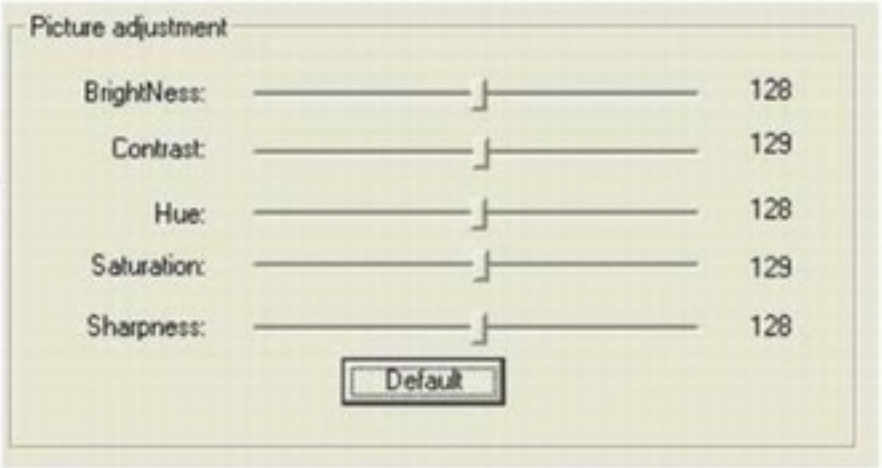 Picture adjustment
BrightNess: 128
Contrast: 129
Hue: 128
Saturation: 129
Sharpness: 128
Default